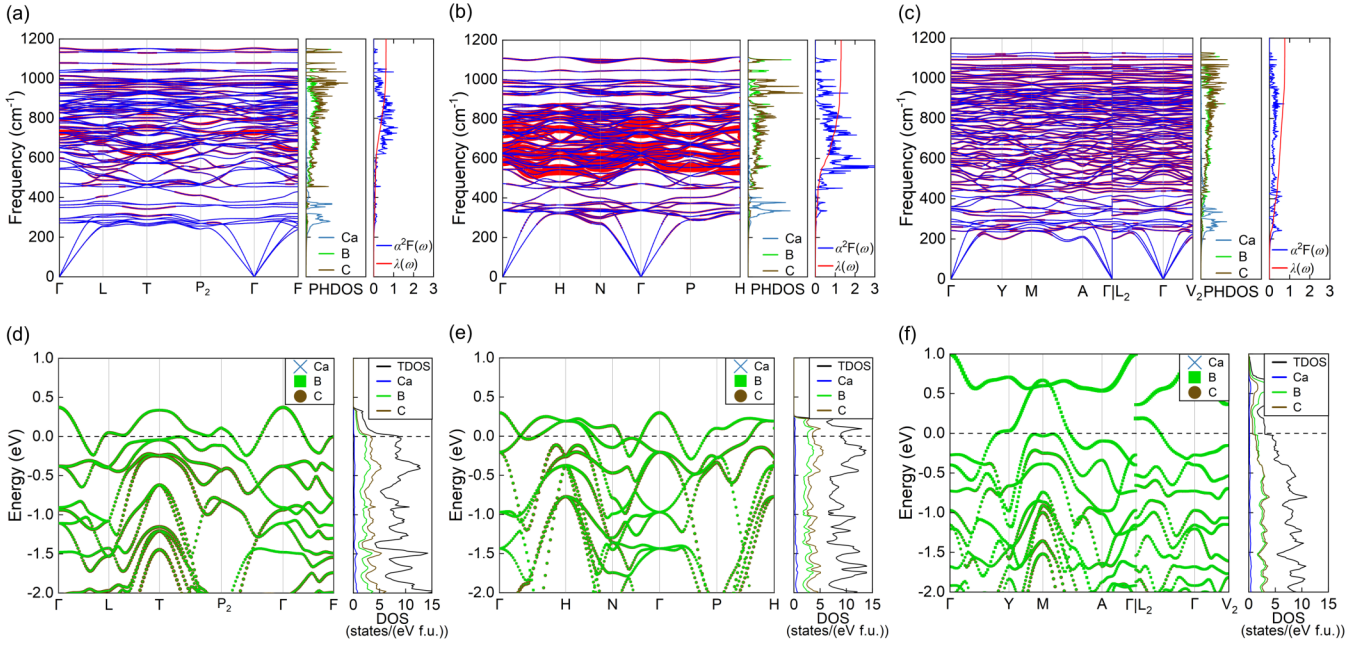 (a)
1200
1000
800
600
400
200
0
Frequency (cm⁻¹)
Γ L T P₂ Γ F
Ca
B
C
PHDOS
α²F(ω)
λ(ω)
0 1 2 3
(b)
1200
1000
800
600
400
200
0
Frequency (cm⁻¹)
Γ H N Γ P H
Ca
B
C
PHDOS
α²F(ω)
λ(ω)
0 1 2 3
(c)
1200
1000
800
600
400
200
0
Frequency (cm⁻¹)
Γ Y M A Γ|L₂ Γ V₂
Ca
B
C
PHDOS
α²F(ω)
λ(ω)
0 1 2 3
(d)
1.0
0.5
0.0
-0.5
-1.0
-1.5
-2.0
Energy (eV)
Ca
B
C
Γ L T P₂ Γ F
TDOS
Ca
B
C
0 5 10 15
DOS
(states/(eV f.u.))
(e)
1.0
0.5
0.0
-0.5
-1.0
-1.5
-2.0
Energy (eV)
Ca
B
C
Γ H N Γ P H
TDOS
Ca
B
C
0 5 10 15
DOS
(states/(eV f.u.))
(f)
1.0
0.5
0.0
-0.5
-1.0
-1.5
-2.0
Energy (eV)
Ca
B
C
Γ Y M A Γ|L₂ Γ V₂
TDOS
Ca
B
C
0 5 10 15
DOS
(states/(eV f.u.))